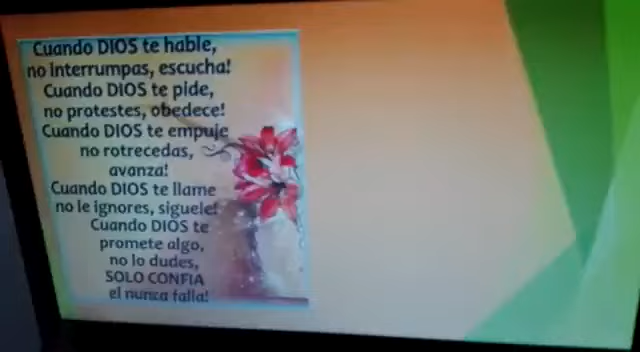 Cuando DIOS te hable,
no interrumpas, escucha!
Cuando DIOS te pide,
no protestes, obedece!
Cuando DIOS te empuje
no rotrecedas,
avanza!
Cuando DIOS te llame
no le ignores, siguele!
Cuando DIOS te
promete algo,
no lo dudes,
SOLO CONFIA
el nunca falla!